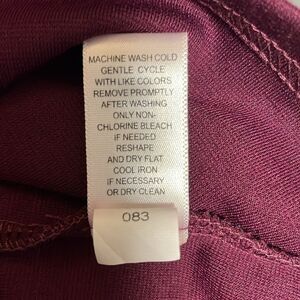 MACHINE WASH COLD
GENTLE CYCLE
WITH LIKE COLORS
REMOVE PROMPTLY
AFTER WASHING
ONLY NON-
CHLORINE BLEACH
IF NEEDED
RESHAPE
AND DRY FLAT
COOL IRON
IF NECESSARY
OR DRY CLEAN
083